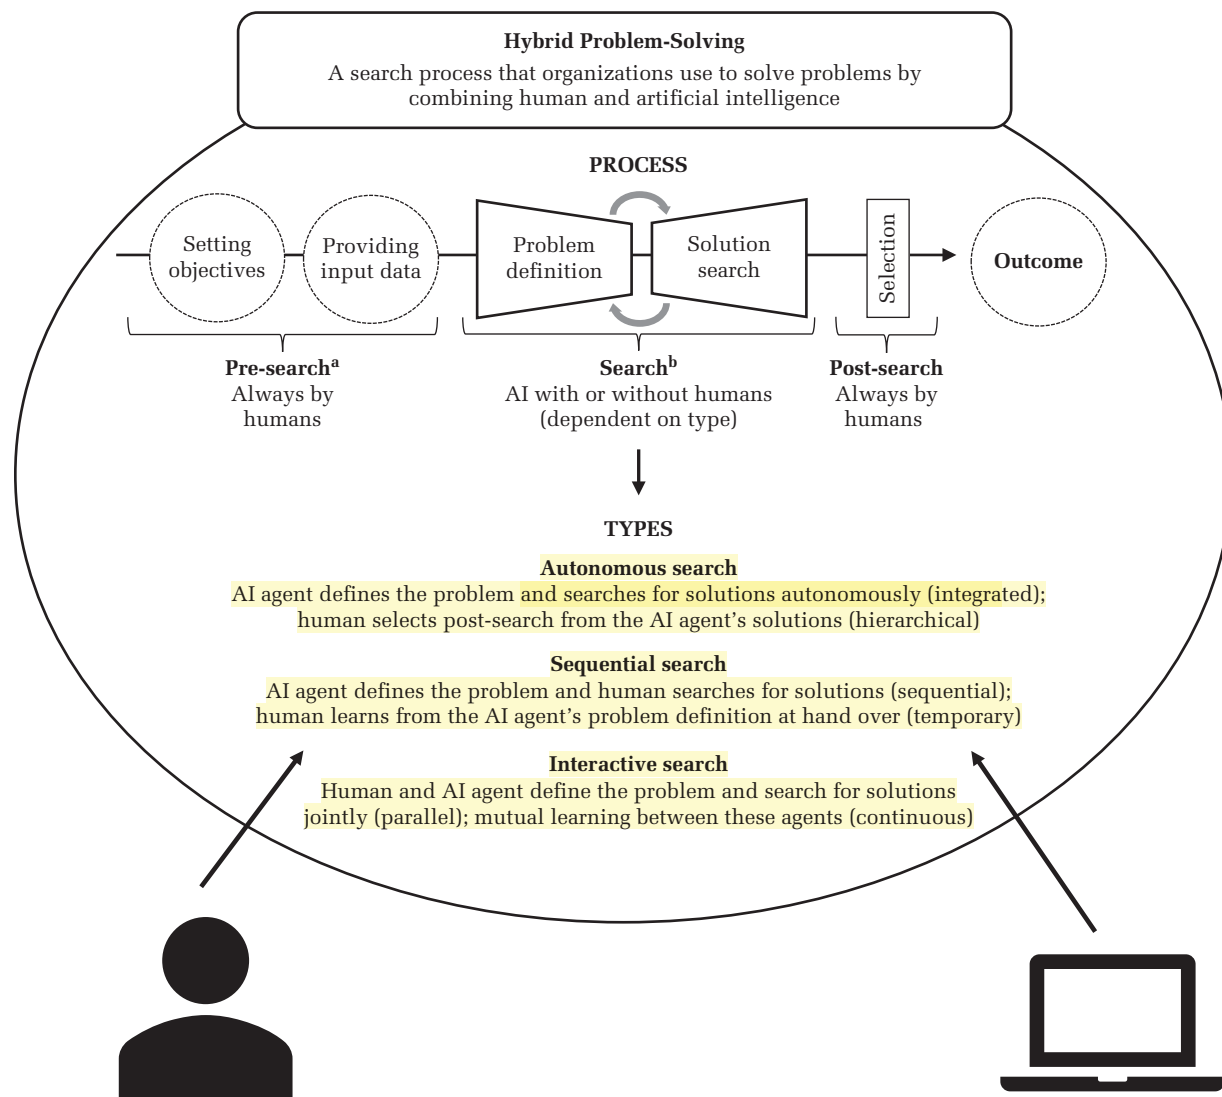 Hybrid Problem-Solving
A search process that organizations use to solve problems by
combining human and artificial intelligence
PROCESS
Setting
objectives
Providing
input data
Problem
definition
Solution
search
Selection
Outcome
Pre-searchᵃ
Always by
humans
Searchᵇ
AI with or without humans
(dependent on type)
Post-search
Always by
humans
TYPES
Autonomous search
AI agent defines the problem and searches for solutions autonomously (integrated);
human selects post-search from the AI agent’s solutions (hierarchical)
Sequential search
AI agent defines the problem and human searches for solutions (sequential);
human learns from the AI agent’s problem definition at hand over (temporary)
Interactive search
Human and AI agent define the problem and search for solutions
jointly (parallel); mutual learning between these agents (continuous)